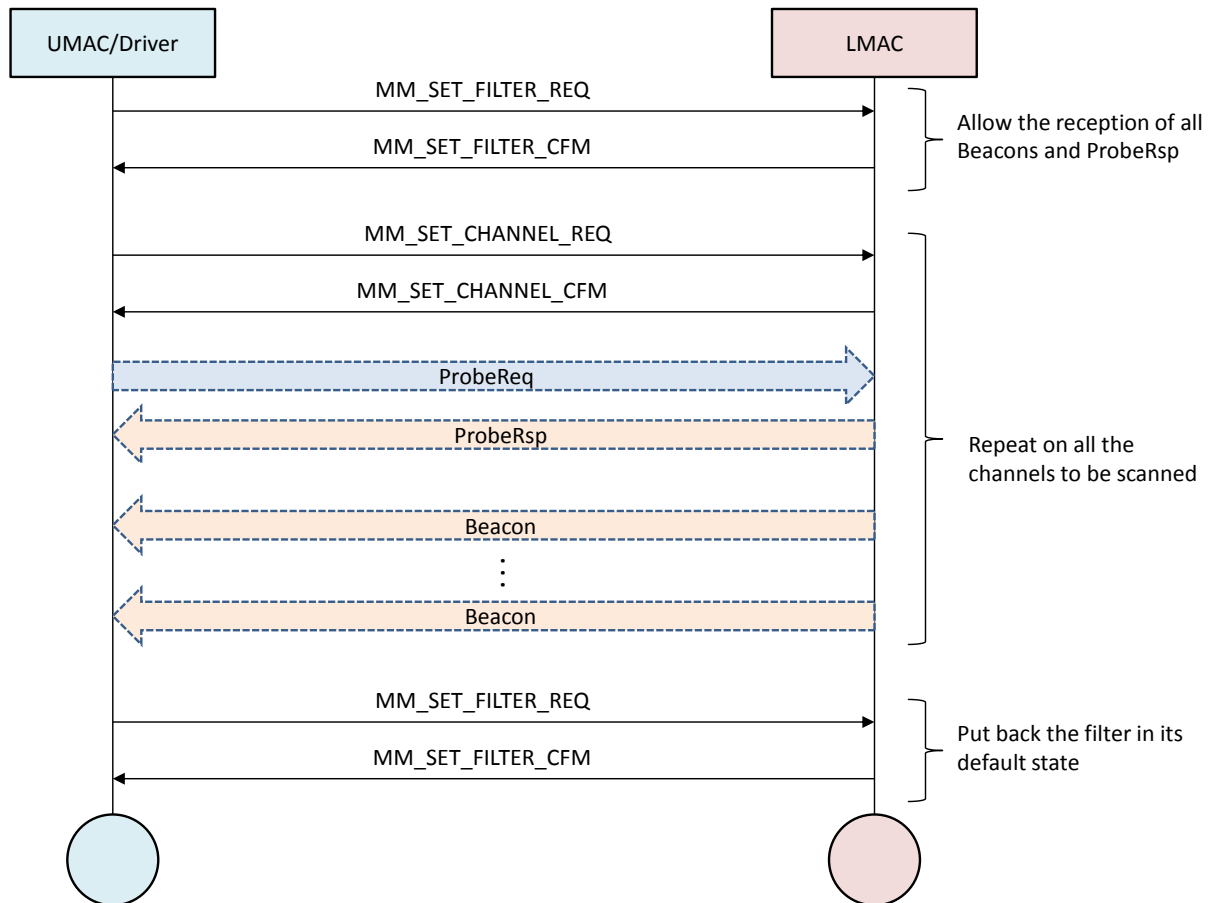 UMAC/Driver
LMAC
MM_SET_FILTER_REQ
MM_SET_FILTER_CFM
Allow the reception of all
Beacons and ProbeRsp
MM_SET_CHANNEL_REQ
MM_SET_CHANNEL_CFM
ProbeReq
ProbeRsp
Repeat on all the
channels to be scanned
Beacon
...
Beacon
MM_SET_FILTER_REQ
MM_SET_FILTER_CFM
Put back the filter in its
default state